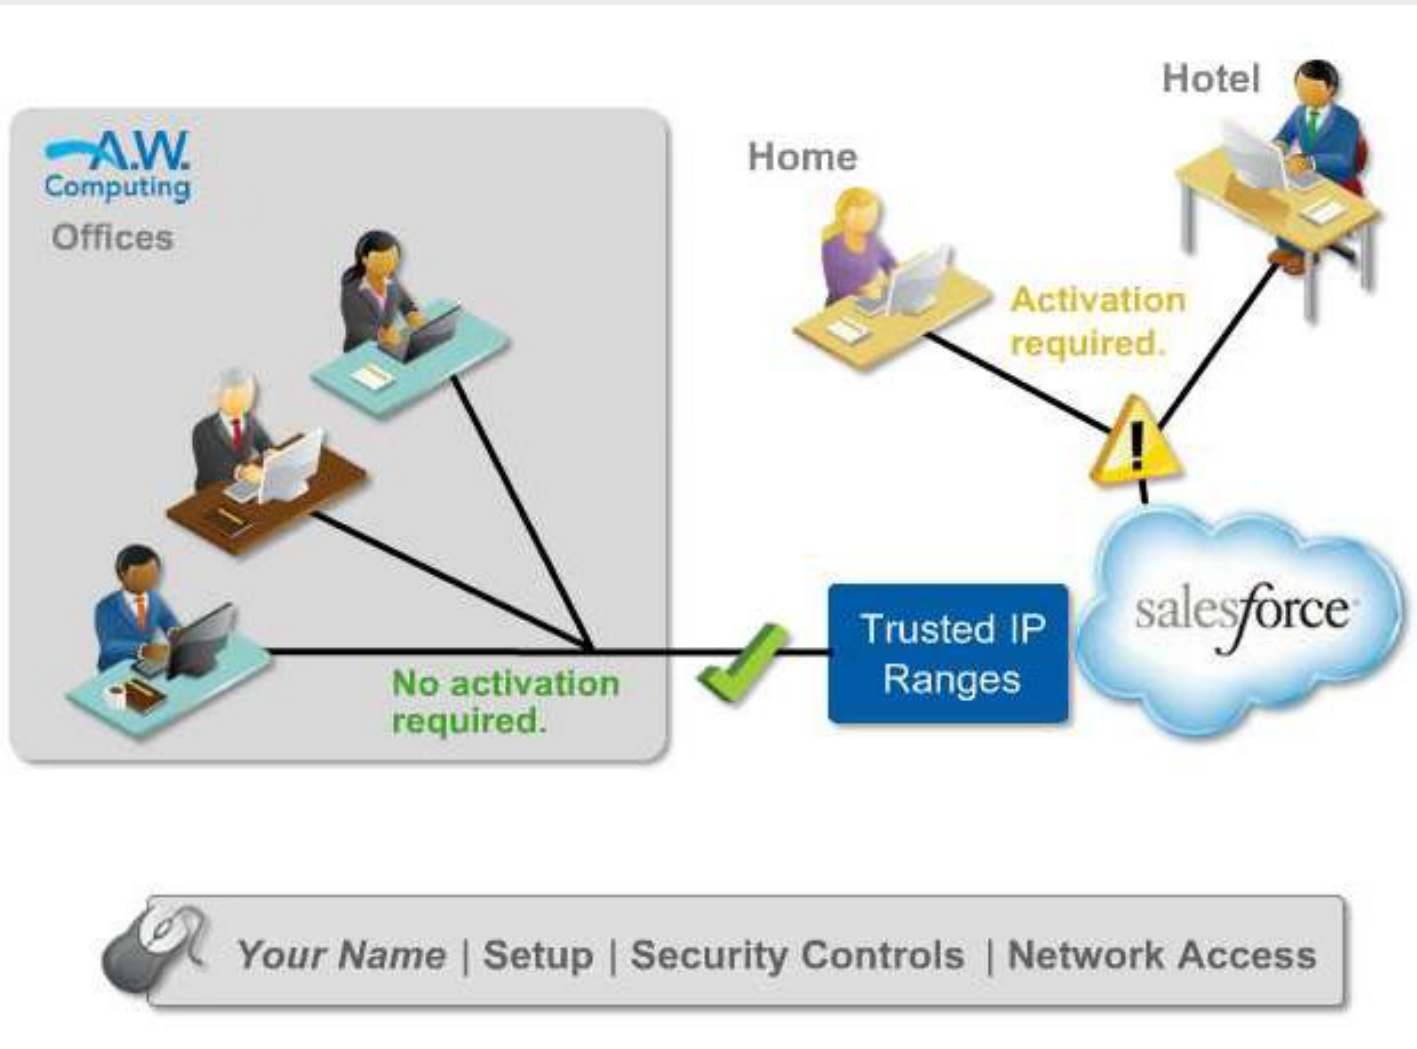 A.W.
Computing
Offices
Home
Hotel
Activation
required.
!
No activation
required.
Trusted IP
Ranges
salesforce
Your Name | Setup | Security Controls | Network Access